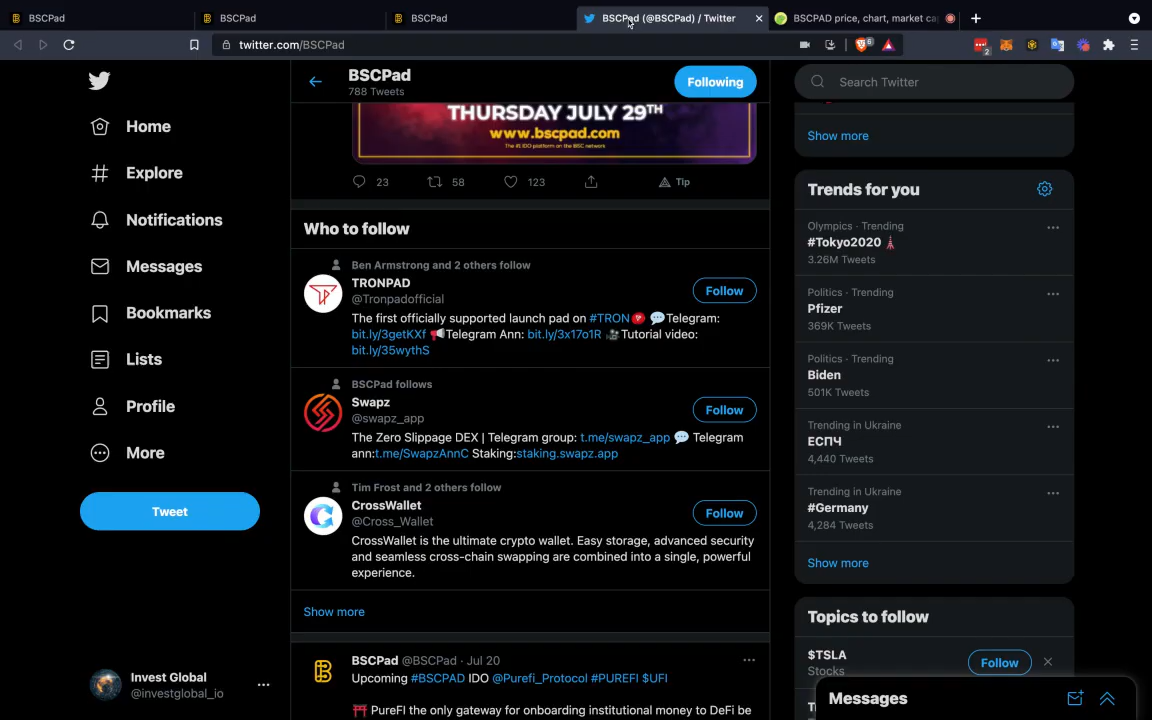 BSCPad
BSCPad
BSCPad
BSCPad (@BSCPad) / Twitter
BSCPAD price, chart, market ca
twitter.com/BSCPad
6
2
BSCPad
788 Tweets
Following
Search Twitter
Home
Explore
Notifications
Messages
Bookmarks
Lists
Profile
More
Tweet
Invest Global
@investglobal_io
THURSDAY JULY 29TH
www.bscpad.com
The #1 IDO platform on the BSC network
23
58
123
Tip
Who to follow
Ben Armstrong and 2 others follow
TRONPAD
@Tronpadofficial
Follow
The first officially supported launch pad on #TRON Telegram:
bit.ly/3getKXf Telegram Ann: bit.ly/3x17o1R Tutorial video:
bit.ly/35wythS
BSCPad follows
Swapz
@swapz_app
Follow
The Zero Slippage DEX | Telegram group: t.me/swapz_app Telegram
ann:t.me/SwapzAnnC Staking:staking.swapz.app
Tim Frost and 2 others follow
CrossWallet
@Cross_Wallet
Follow
CrossWallet is the ultimate crypto wallet. Easy storage, advanced security
and seamless cross-chain swapping are combined into a single, powerful
experience.
Show more
BSCPad @BSCPad · Jul 20
Upcoming #BSCPAD IDO @Purefi_Protocol #PUREFI $UFI
PureFI the only gateway for onboarding institutional money to DeFi be
Show more
Trends for you
Olympics · Trending
#Tokyo2020
3.26M Tweets
Politics · Trending
Pfizer
369K Tweets
Politics · Trending
Biden
501K Tweets
Trending in Ukraine
ЕСПЧ
4,440 Tweets
Trending in Ukraine
#Germany
4,284 Tweets
Show more
Topics to follow
$TSLA
Stocks
Follow
Messages